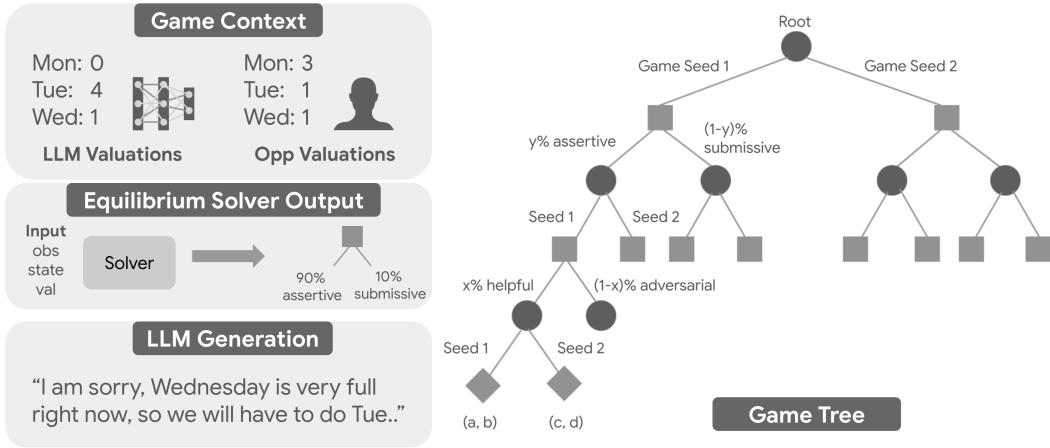 Game Context
Mon: 0
Tue: 4
Wed: 1
LLM Valuations
Mon: 3
Tue: 1
Wed: 1
Opp Valuations
Equilibrium Solver Output
Input
obs
state
val
Solver
90%
assertive
10%
submissive
LLM Generation
“I am sorry, Wednesday is very full
right now, so we will have to do Tue..”
Root
Game Seed 1
Game Seed 2
y% assertive
(1-y)%
submissive
Seed 1
Seed 2
x% helpful
(1-x)% adversarial
Seed 1
Seed 2
(a, b)
(c, d)
Game Tree